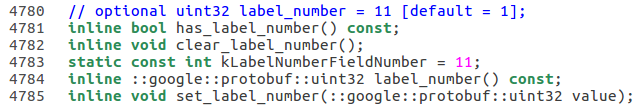 4780 // optional uint32 label_number = 11 [default = 1];
4781 inline bool has_label_number() const;
4782 inline void clear_label_number();
4783 static const int kLabelNumberFieldNumber = 11;
4784 inline ::google::protobuf::uint32 label_number() const;
4785 inline void set_label_number(::google::protobuf::uint32 value);